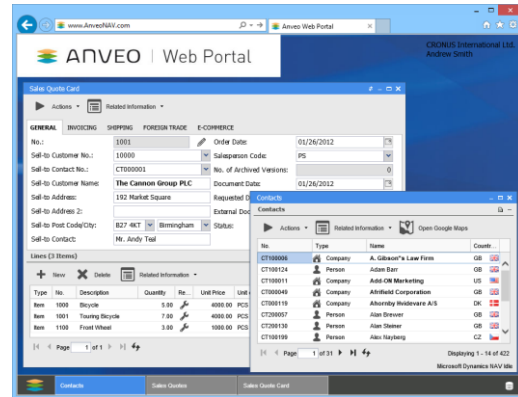 www.AnveoNAV.com
Anveo Web Portal
ANVEO | Web Portal
CRONUS International Ltd.
Andrew Smith
Sales Quote Card
Actions Related Information
GENERAL INVOICING SHIPPING FOREIGN TRADE E-COMMERCE
No.: 1001 Order Date: 01/26/2012
Sell-to Customer No.: 10000 Salesperson Code: PS
Sell-to Contact No.: CT000001 No. of Archived Versions: 0
Sell-to Customer Name: The Cannon Group PLC Document Date: 01/26/2012
Sell-to Address: 192 Market Square Requested D
Sell-to Address 2: External Doc
Sell-to Post Code/City: B27 4KT Birmingham Status:
Sell-to Contact: Mr. Andy Teal
Lines (3 Items)
New Delete Related Information
Type No. Description Quantity Re... Unit Price Unit
Item 1000 Bicycle 5.00 4000.00 PCS
Item 1001 Touring Bicycle 7.00 4000.00 PCS
Item 1100 Front Wheel 3.00 1000.00 PCS
Page 1 of 1
Contacts
Contacts
Actions Related Information Open Google Maps
No. Type Name Countr...
CT100006 Company A. Gibson"s Law Firm GB
CT100124 Person Adam Barr GB
CT100011 Company Add-ON Marketing US
CT000049 Company Afrifield Corporation GB
CT000119 Company Ahornby Hvidevare A/S DK
CT200057 Person Alan Brewer GB
CT200130 Person Alan Steiner GB
CT100199 Person Alex Nayberg CZ
Page 1 of 31 Displaying 1 - 14 of 422
Microsoft Dynamics NAV Idle
Contacts Sales Quotes Sales Quote Card